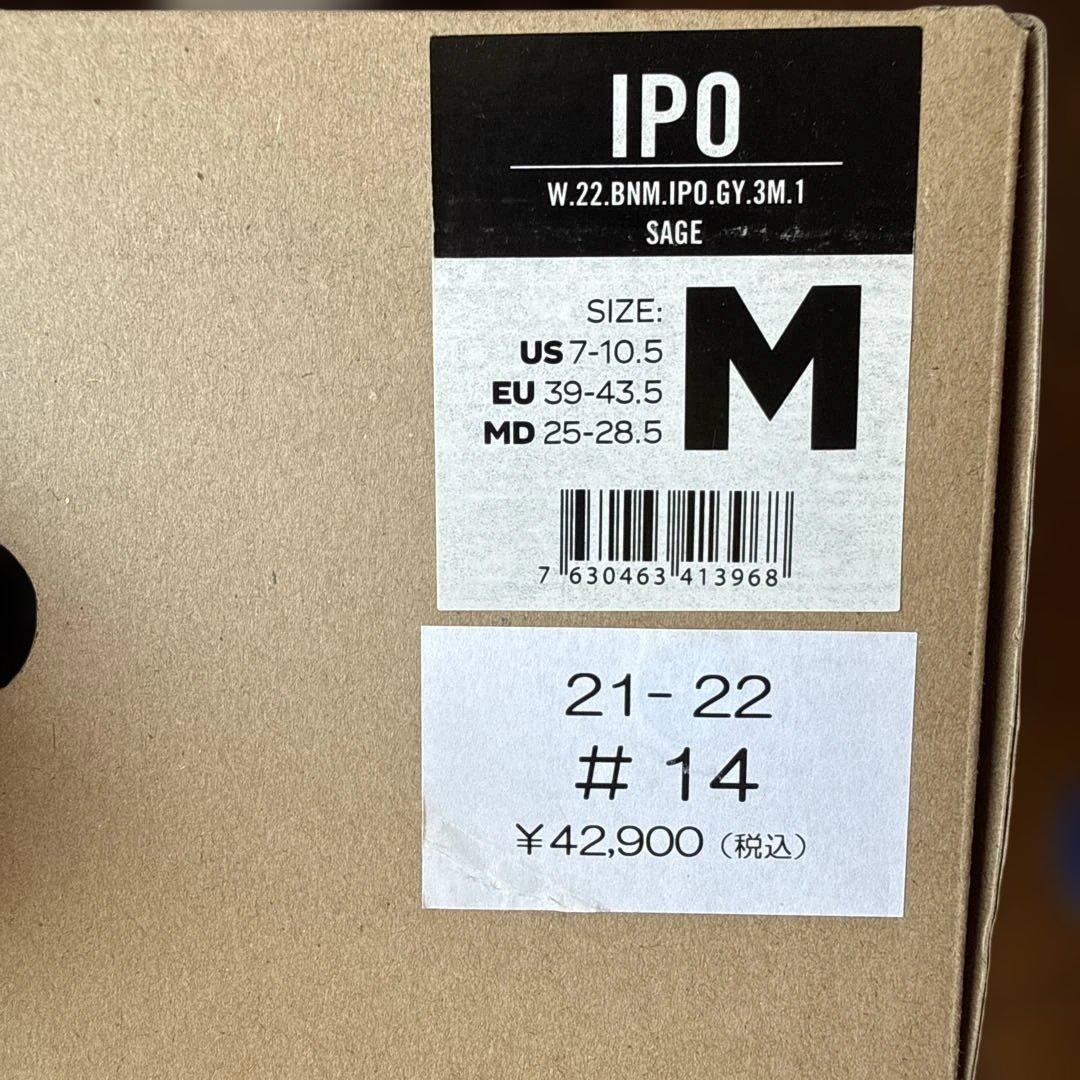 IPO
W.22.BNM.IPO.GY.3M.1
SAGE
SIZE:
US 7-10.5
EU 39-43.5
MD 25-28.5
M
7 630463 413968
21-22
#14
¥42,900（税込）